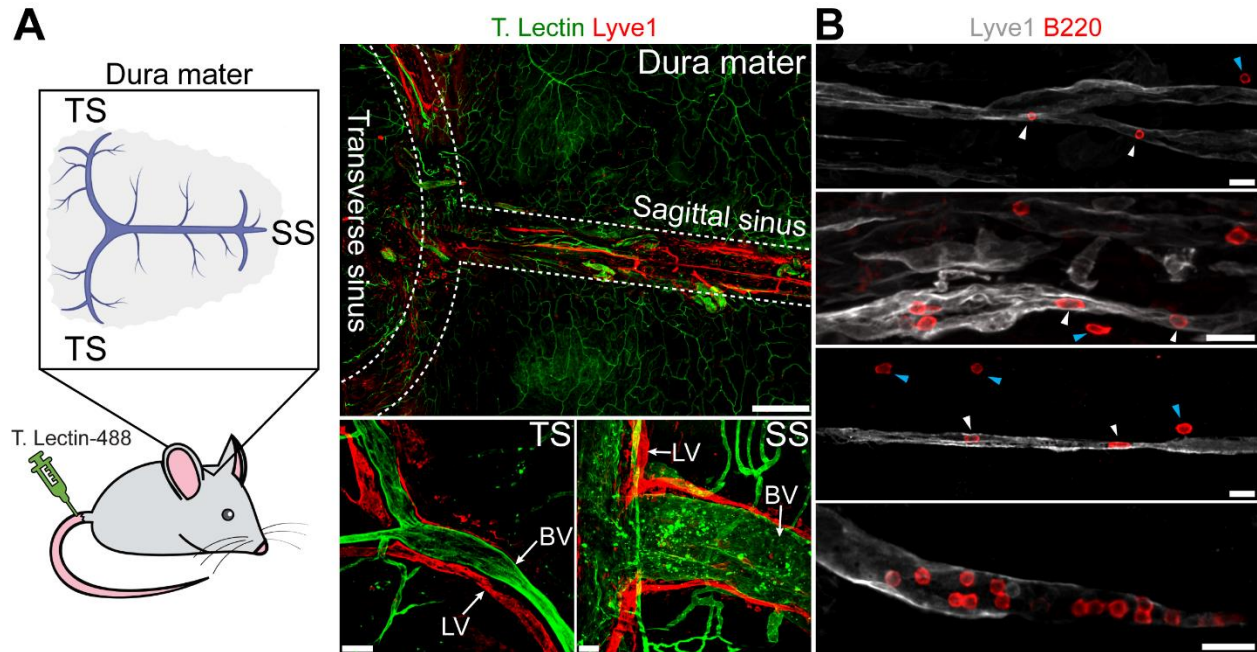 A
Dura mater
TS
SS
TS
T. Lectin-488
T. Lectin Lyve1
Dura mater
Transverse sinus
Sagittal sinus
TS
BV
LV
SS
LV
BV
B
Lyve1 B220